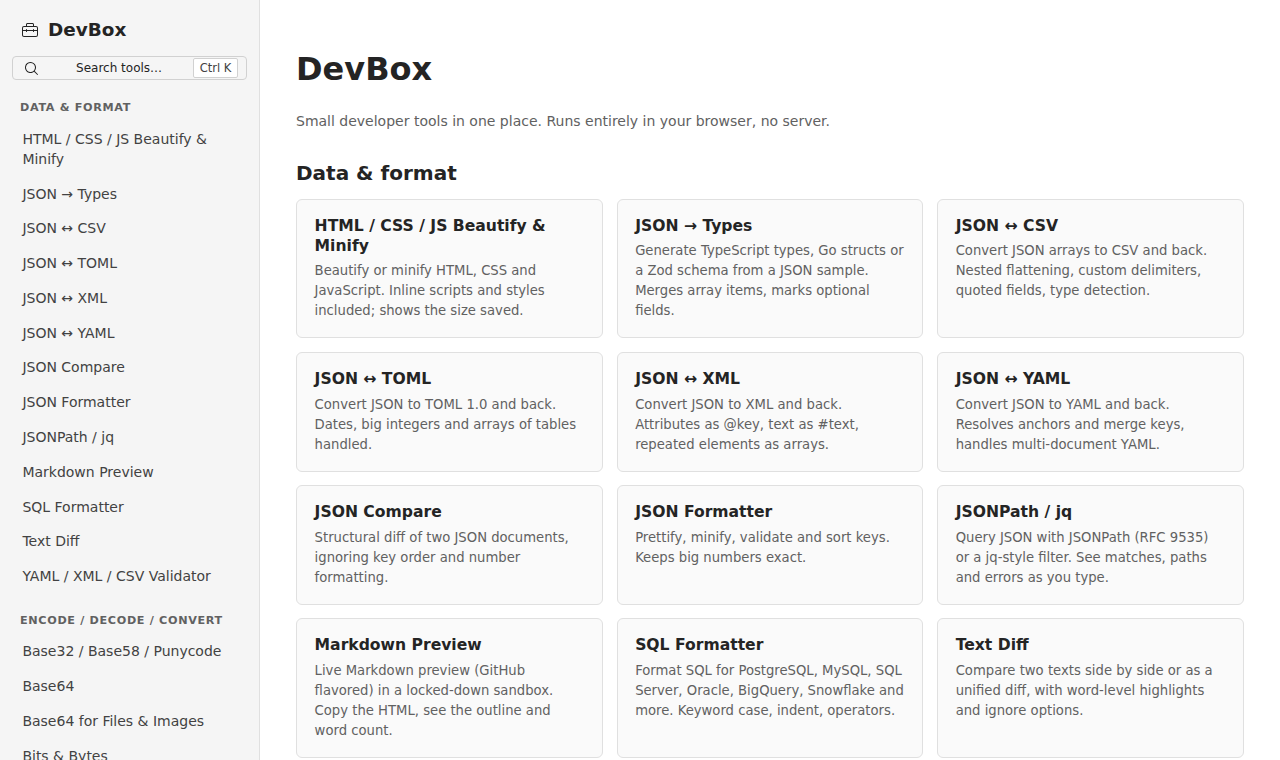 DevBox
Search tools...
Ctrl K
DATA & FORMAT
HTML / CSS / JS Beautify &
Minify
JSON → Types
JSON ↔ CSV
JSON ↔ TOML
JSON ↔ XML
JSON ↔ YAML
JSON Compare
JSON Formatter
JSONPath / jq
Markdown Preview
SQL Formatter
Text Diff
YAML / XML / CSV Validator
ENCODE / DECODE / CONVERT
Base32 / Base58 / Punycode
Base64
Base64 for Files & Images
Bits & Bytes
DevBox
Small developer tools in one place. Runs entirely in your browser, no server.
Data & format
HTML / CSS / JS Beautify &
Minify
Beautify or minify HTML, CSS and
JavaScript. Inline scripts and styles
included; shows the size saved.
JSON → Types
Generate TypeScript types, Go structs or
a Zod schema from a JSON sample.
Merges array items, marks optional
fields.
JSON ↔ CSV
Convert JSON arrays to CSV and back.
Nested flattening, custom delimiters,
quoted fields, type detection.
JSON ↔ TOML
Convert JSON to TOML 1.0 and back.
Dates, big integers and arrays of tables
handled.
JSON ↔ XML
Convert JSON to XML and back.
Attributes as @key, text as #text,
repeated elements as arrays.
JSON ↔ YAML
Convert JSON to YAML and back.
Resolves anchors and merge keys,
handles multi-document YAML.
JSON Compare
Structural diff of two JSON documents,
ignoring key order and number
formatting.
JSON Formatter
Prettify, minify, validate and sort keys.
Keeps big numbers exact.
JSONPath / jq
Query JSON with JSONPath (RFC 9535)
or a jq-style filter. See matches, paths
and errors as you type.
Markdown Preview
Live Markdown preview (GitHub
flavored) in a locked-down sandbox.
Copy the HTML, see the outline and
word count.
SQL Formatter
Format SQL for PostgreSQL, MySQL, SQL
Server, Oracle, BigQuery, Snowflake and
more. Keyword case, indent, operators.
Text Diff
Compare two texts side by side or as a
unified diff, with word-level highlights
and ignore options.